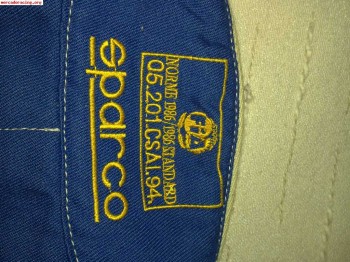 mercadoracing.org
sparco
NORME 1986 / 1986 STANDARD
FIA
05.201.CSAI.94.